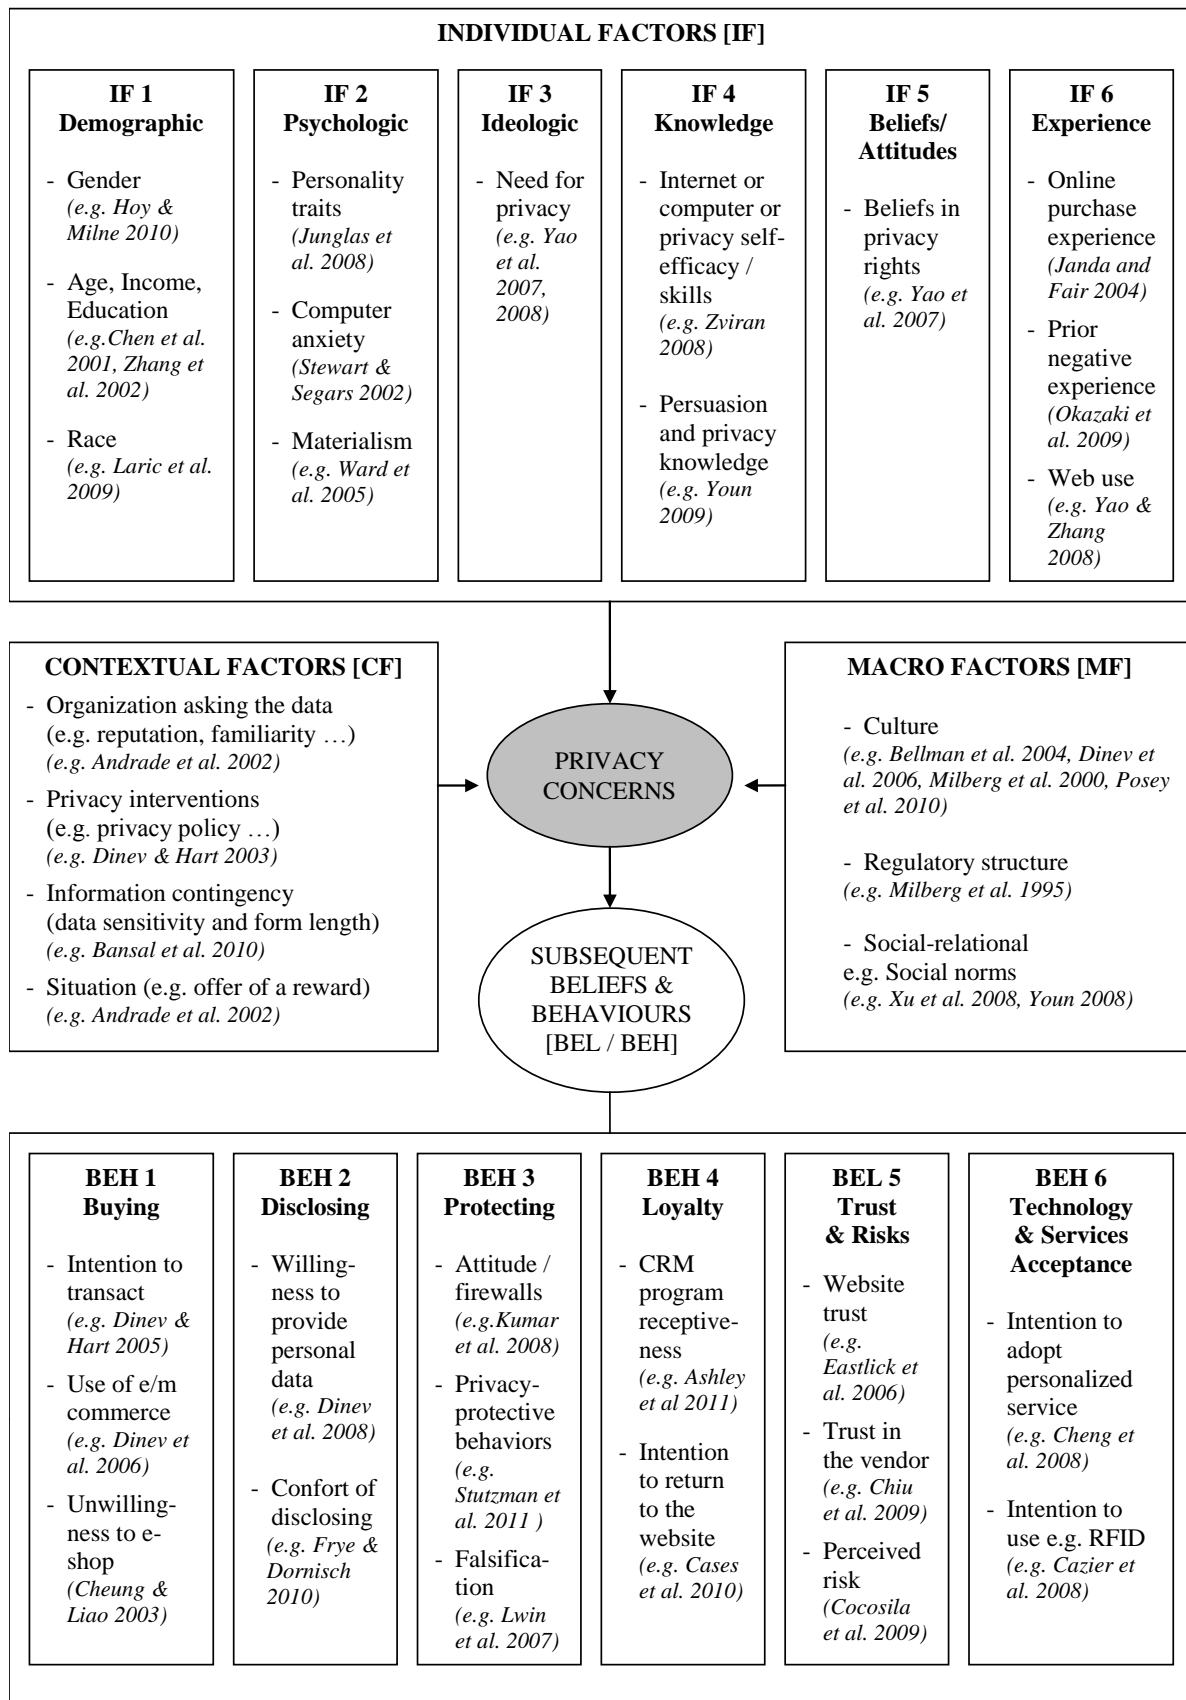 INDIVIDUAL FACTORS [IF]
IF 1
Demographic
- Gender
(e.g. Hoy &
Milne 2010)
- Age, Income,
Education
(e.g.Chen et al.
2001, Zhang et
al. 2002)
- Race
(e.g. Laric et al.
2009)
IF 2
Psychologic
- Personality
traits
(Junglas et
al. 2008)
- Computer
anxiety
(Stewart &
Segars 2002)
- Materialism
(e.g. Ward et
al. 2005)
IF 3
Ideologic
- Need for
privacy
(e.g. Yao
et al.
2007,
2008)
IF 4
Knowledge
- Internet or
computer or
privacy self-
efficacy /
skills
(e.g. Zviran
2008)
- Persuasion
and privacy
knowledge
(e.g. Youn
2009)
IF 5
Beliefs/
Attitudes
- Beliefs in
privacy
rights
(e.g. Yao et
al. 2007)
IF 6
Experience
- Online
purchase
experience
(Janda and
Fair 2004)
- Prior
negative
experience
(Okazaki et
al. 2009)
- Web use
(e.g. Yao &
Zhang
2008)
CONTEXTUAL FACTORS [CF]
- Organization asking the data
(e.g. reputation, familiarity …)
(e.g. Andrade et al. 2002)
- Privacy interventions
(e.g. privacy policy …)
(e.g. Dinev & Hart 2003)
- Information contingency
(data sensitivity and form length)
(e.g. Bansal et al. 2010)
- Situation (e.g. offer of a reward)
(e.g. Andrade et al. 2002)
PRIVACY
CONCERNS
SUBSEQUENT
BELIEFS &
BEHAVIOURS
[BEL / BEH]
MACRO FACTORS [MF]
- Culture
(e.g. Bellman et al. 2004, Dinev et
al. 2006, Milberg et al. 2000, Posey
et al. 2010)
- Regulatory structure
(e.g. Milberg et al. 1995)
- Social-relational
e.g. Social norms
(e.g. Xu et al. 2008, Youn 2008)
BEH 1
Buying
- Intention to
transact
(e.g. Dinev &
Hart 2005)
- Use of e/m
commerce
(e.g. Dinev et
al. 2006)
- Unwilling-
ness to e-
shop
(Cheung &
Liao 2003)
BEH 2
Disclosing
- Willing-
ness to
provide
personal
data
(e.g. Dinev
et al. 2008)
- Confort of
disclosing
(e.g. Frye &
Dornisch
2010)
BEH 3
Protecting
- Attitude /
firewalls
(e.g.Kumar
et al. 2008)
- Privacy-
protective
behaviors
(e.g.
Stutzman et
al. 2011 )
- Falsifica-
tion
(e.g. Lwin
et al. 2007)
BEH 4
Loyalty
- CRM
program
receptive-
ness
(e.g. Ashley
et al 2011)
- Intention
to return
to the
website
(e.g. Cases
et al. 2010)
BEL 5
Trust
& Risks
- Website
trust
(e.g.
Eastlick et
al. 2006)
- Trust in
the vendor
(e.g. Chiu
et al. 2009)
- Perceived
risk
(Cocosila
et al. 2009)
BEH 6
Technology
& Services
Acceptance
- Intention to
adopt
personalized
service
(e.g. Cheng et
al. 2008)
- Intention to
use e.g. RFID
(e.g. Cazier et
al. 2008)